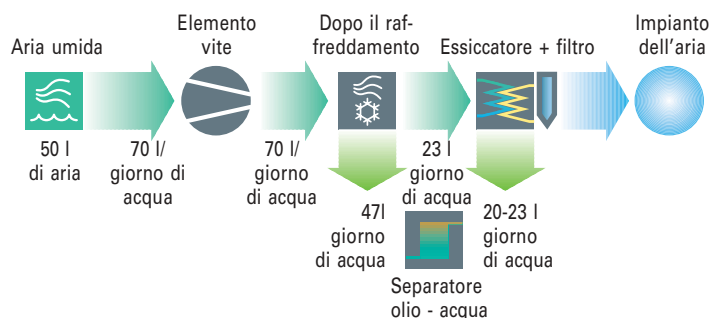 Aria umida
Elemento
vite
Dopo il raf-
freddamento
Essiccatore + filtro
Impianto
dell'aria
50 l
di aria
70 l/
giorno di
acqua
70 l/
giorno
di acqua
23 l
giorno
di acqua
47l
giorno
di acqua
20-23 l
giorno
di acqua
Separatore
olio - acqua